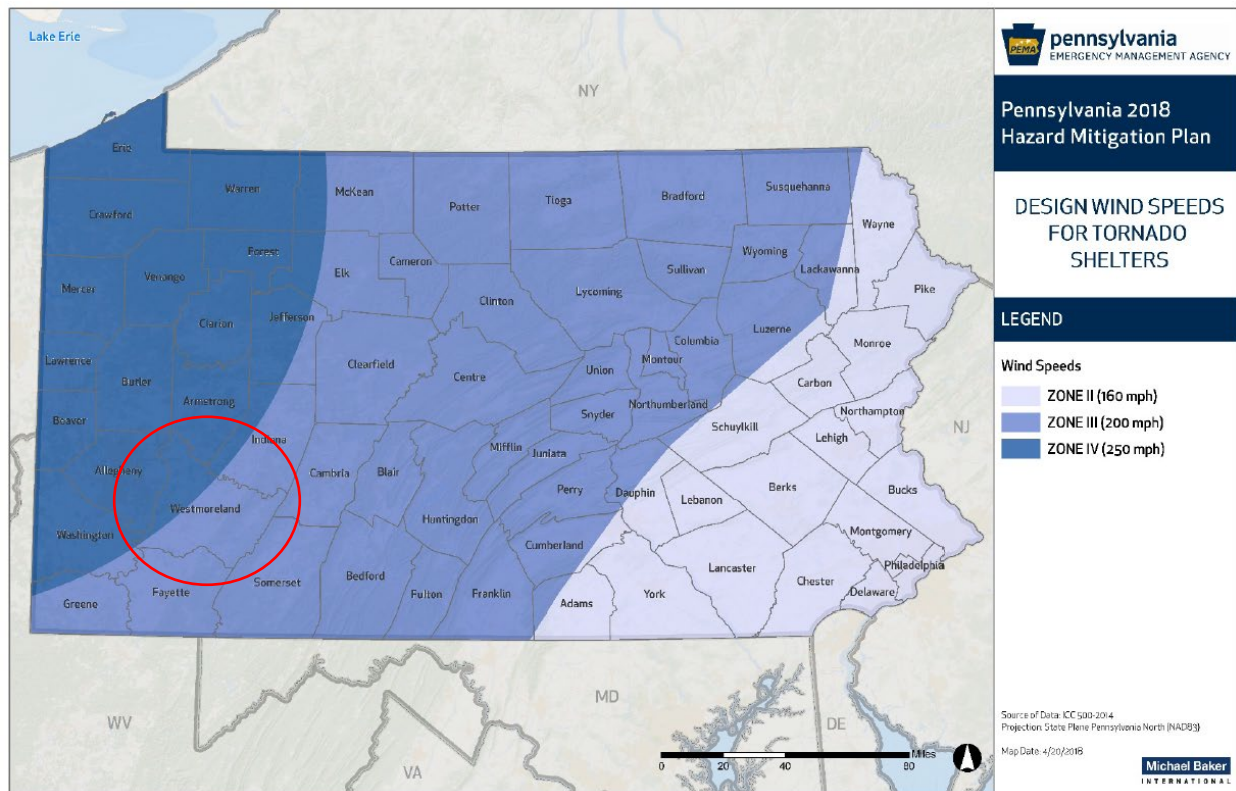 Lake Erie
NY
Erie
Warren
McKean
Potter
Tioga
Bradford
Susquehanna
Wayne
Crawford
Forest
Elk
Cameron
Sullivan
Wyoming
Lackawanna
Pike
Mercer
Venango
Clarion
Jefferson
Clinton
Lycoming
Luzerne
Monroe
Lawrence
Butler
Clearfield
Centre
Union
Montour
Columbia
Carbon
Beaver
Armstrong
Indiana
Snyder
Northumberland
Schuylkill
Northampton
Lehigh
NJ
Allegheny
Westmoreland
Cambria
Blair
Mifflin
Juniata
Perry
Dauphin
Lebanon
Berks
Bucks
Washington
Huntingdon
Cumberland
Montgomery
Philadelphia
Greene
Fayette
Somerset
Bedford
Fulton
Franklin
Adams
York
Lancaster
Chester
Delaware
WV
MD
DE
VA
Miles
0 20 40 80
PEMA
pennsylvania
EMERGENCY MANAGEMENT AGENCY
Pennsylvania 2018
Hazard Mitigation Plan
DESIGN WIND SPEEDS
FOR TORNADO
SHELTERS
LEGEND
Wind Speeds
ZONE II (160 mph)
ZONE III (200 mph)
ZONE IV (250 mph)
Source of Data: ICC 500-2014
Projection: State Plane Pennsylvania North (NAD83)
Map Date: 4/20/2018
Michael Baker
INTERNATIONAL